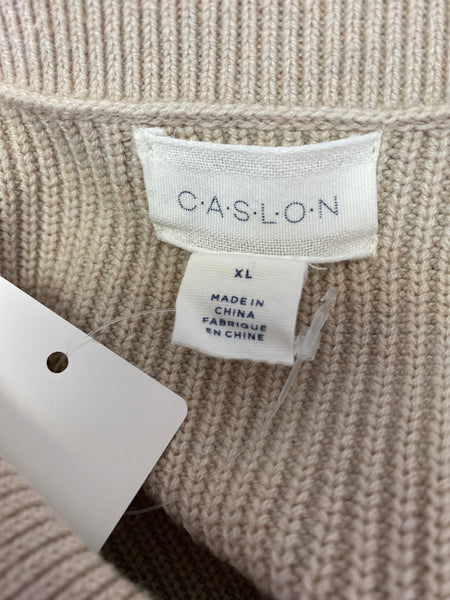 C·A·S·L·O·N
XL
MADE IN
CHINA
FABRIQUE
EN CHINE